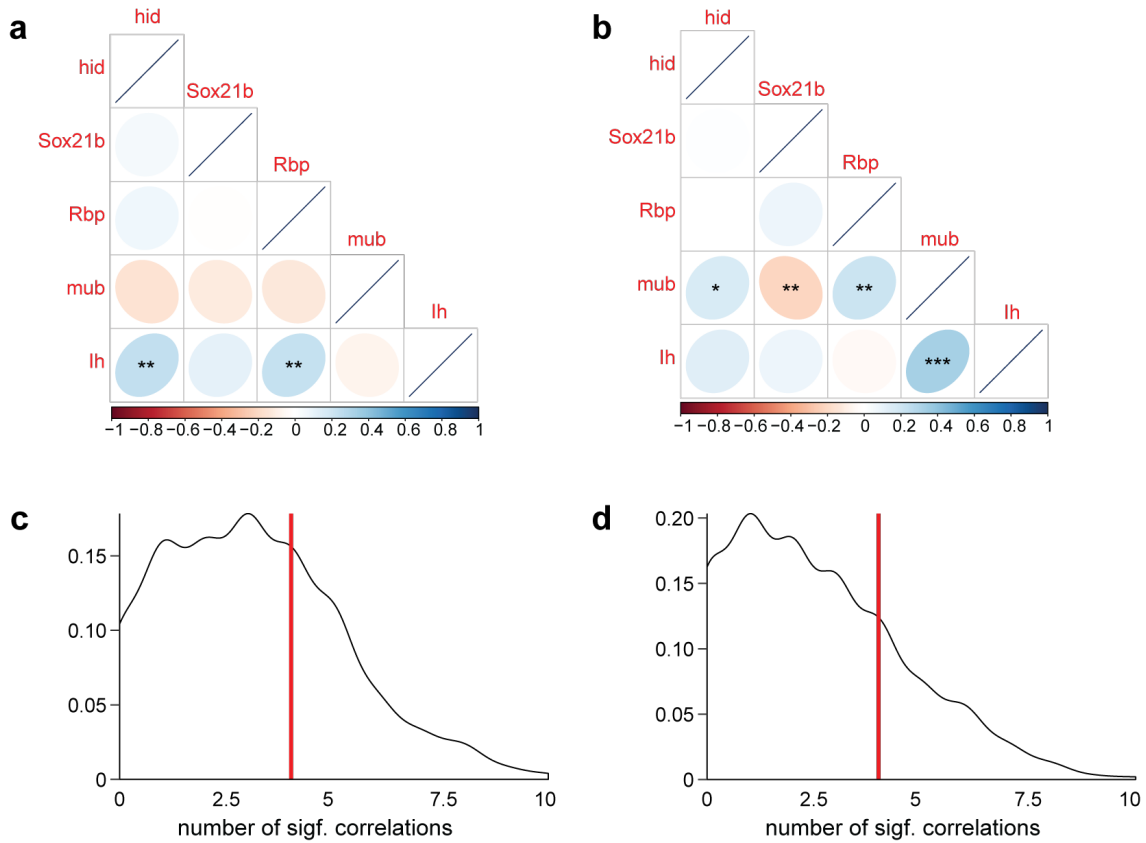 a
hid
hid
Sox21b
Sox21b
Rbp
Rbp
mub
mub
Ih
Ih
** **
−1 −0.8 −0.6 −0.4 −0.2 0 0.2 0.4 0.6 0.8 1
b
hid
hid
Sox21b
Sox21b
Rbp
Rbp
mub
mub
* ** **
Ih
Ih
***
−1 −0.8 −0.6 −0.4 −0.2 0 0.2 0.4 0.6 0.8 1
c
0.15
0.10
0.05
0
0 2.5 5 7.5 10
number of sigf. correlations
d
0.20
0.15
0.10
0.05
0
0 2.5 5 7.5 10
number of sigf. correlations